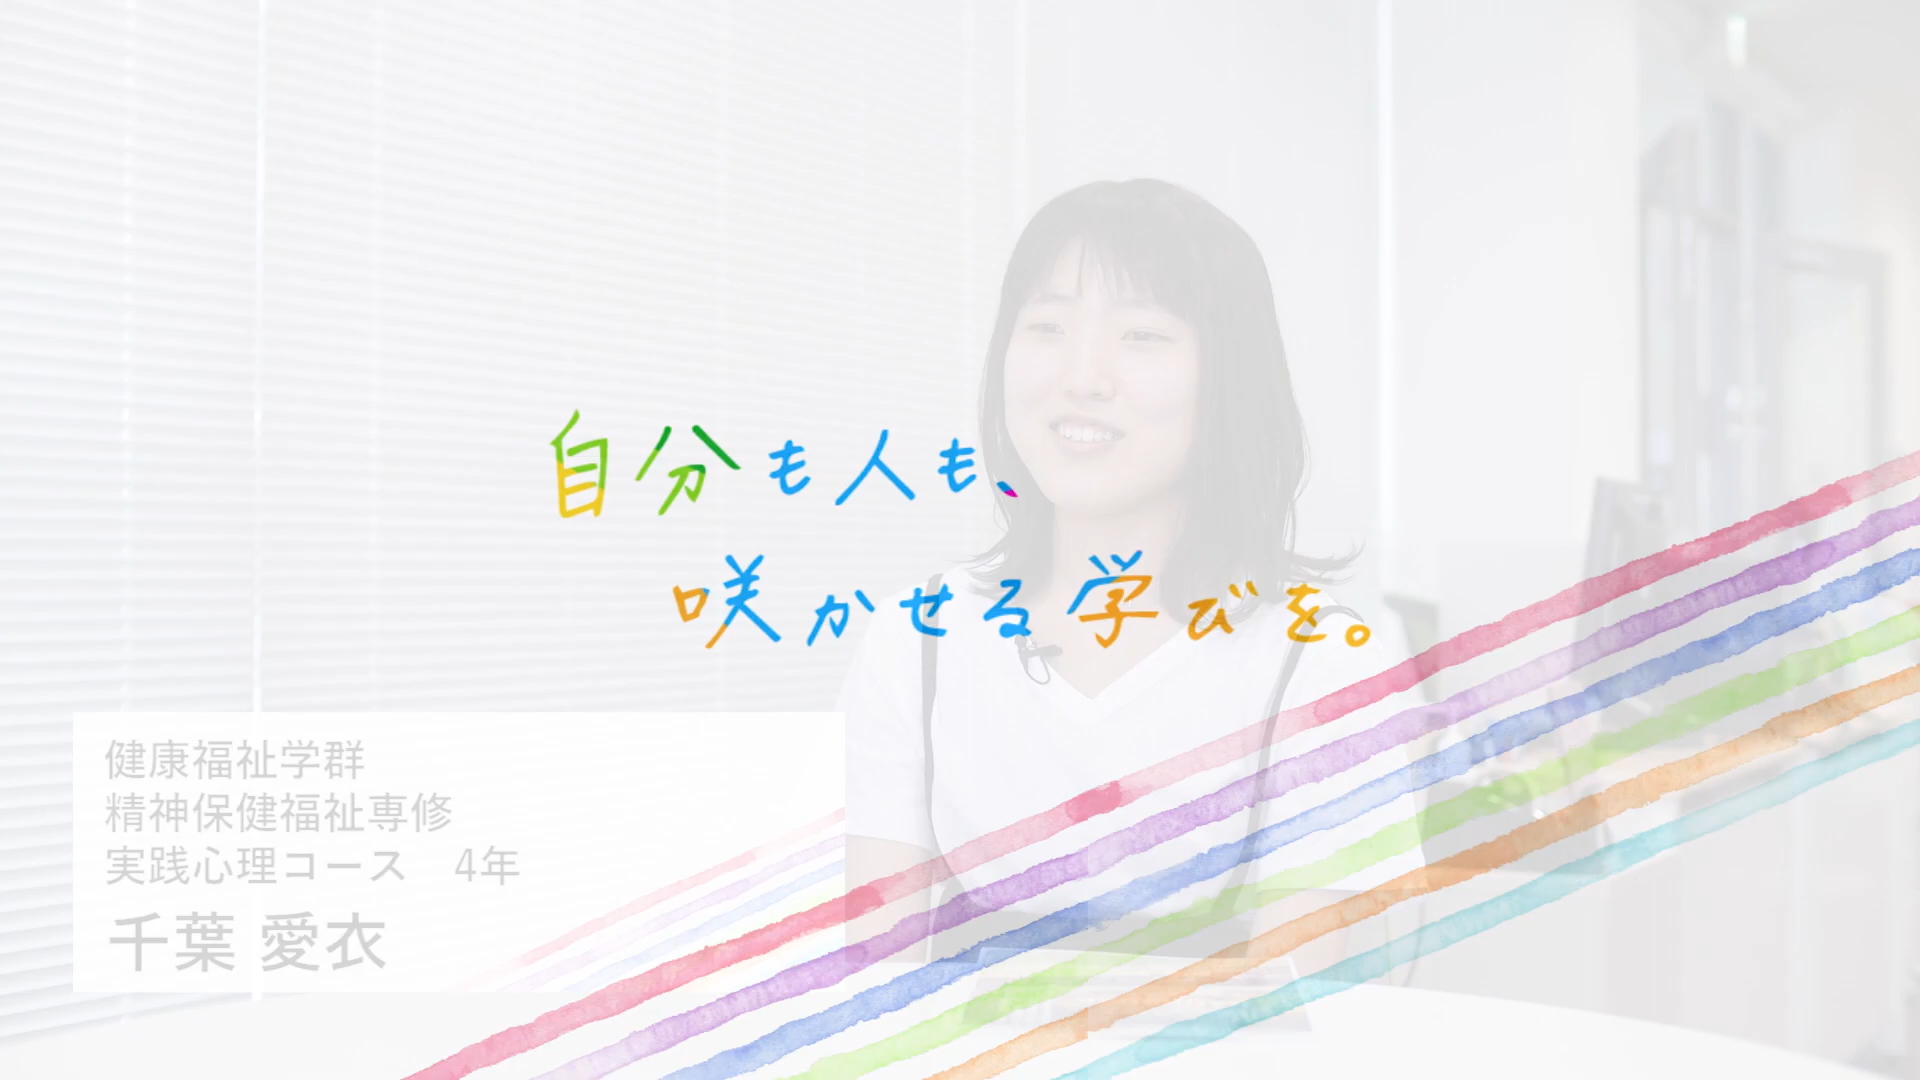 自分も人も、
咲かせる学びを。
健康福祉学群
精神保健福祉専修
実践心理コース　4年
千葉 愛衣